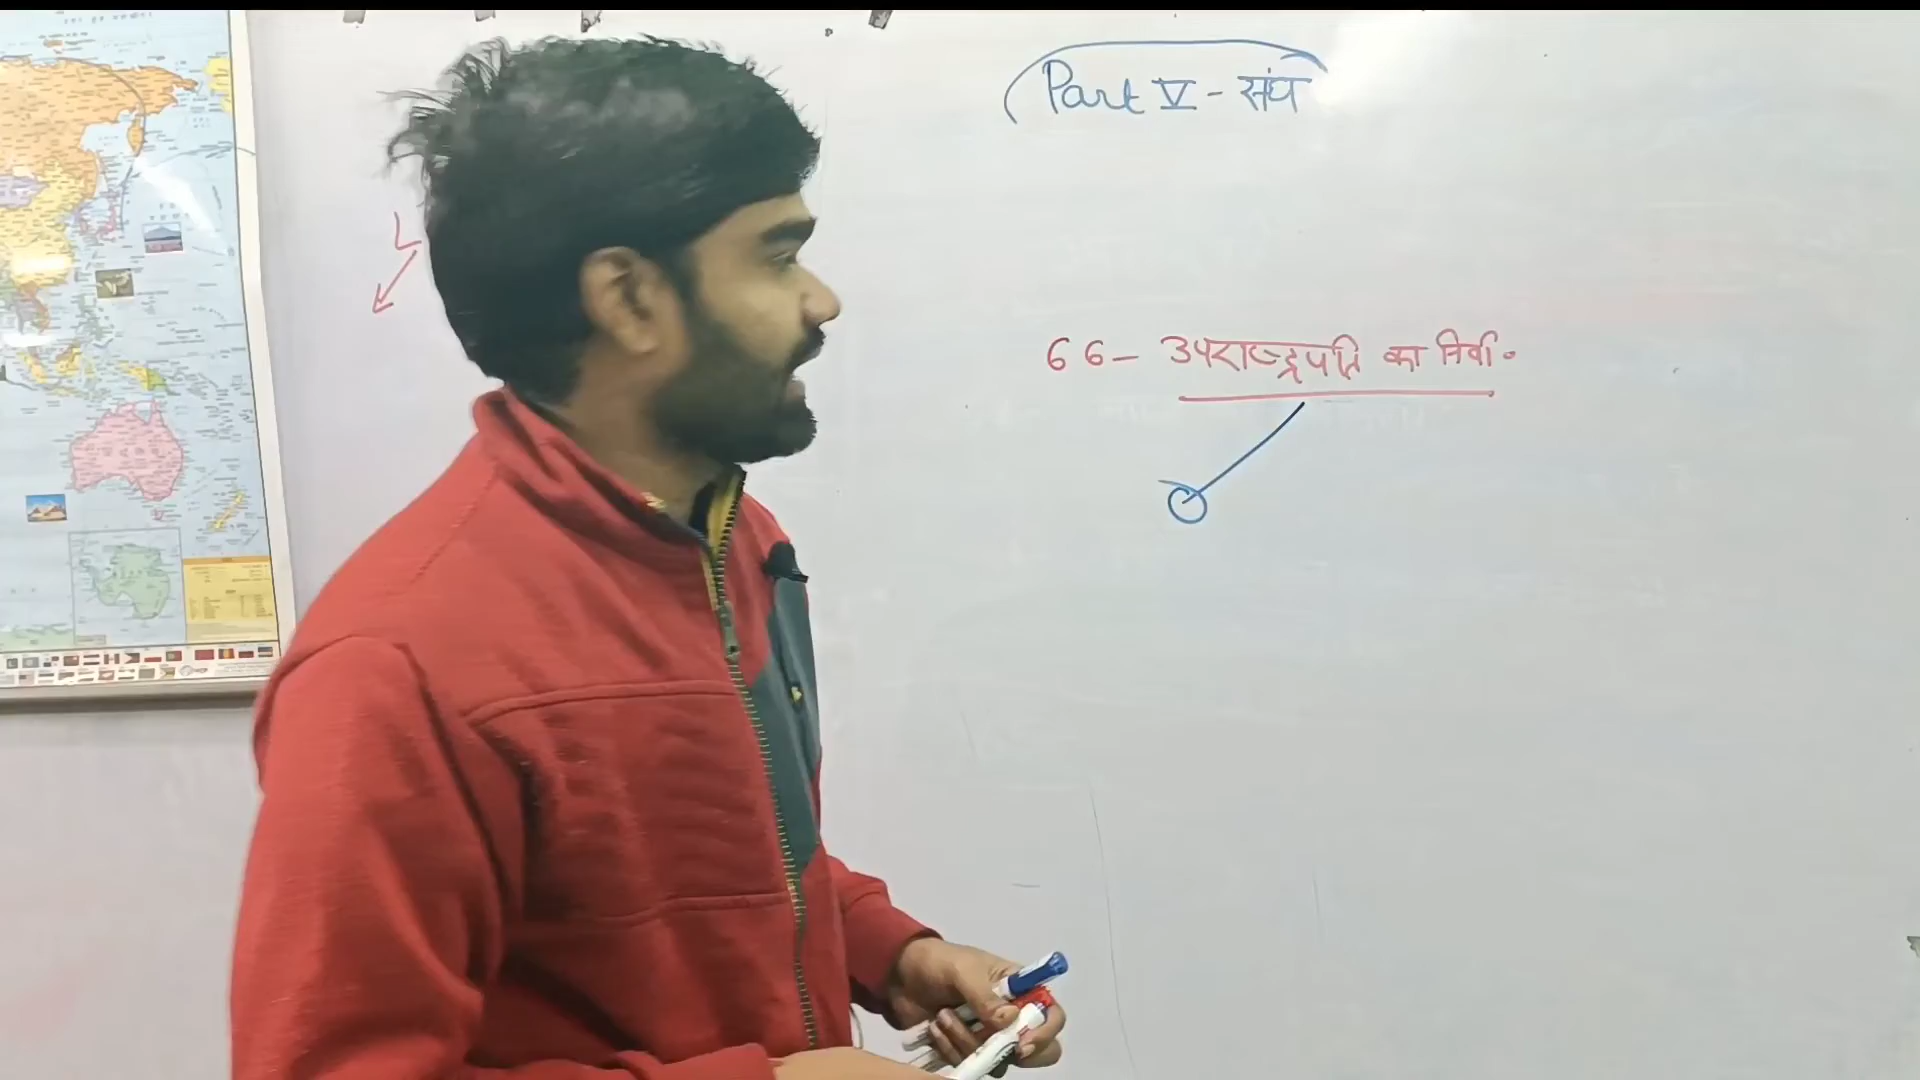 Part V - संघ
66 - उपराष्ट्रपति का निर्वा॰